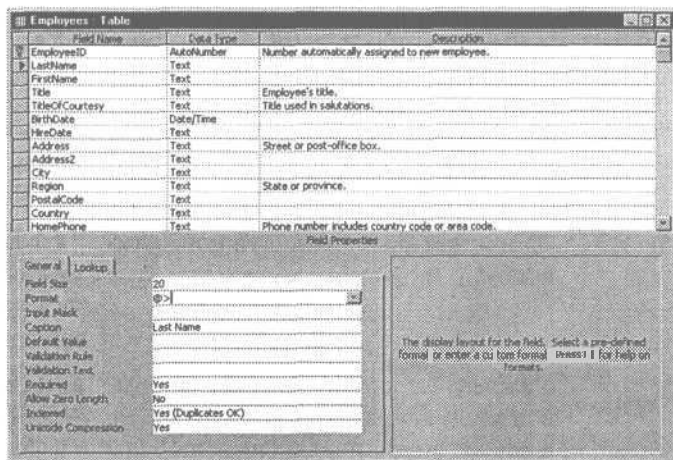 Employees : Table
Field Name Data Type Description
EmployeeID AutoNumber Number automatically assigned to new employee.
LastName Text
FirstName Text
Title Text Employee's title.
TitleOfCourtesy Text Title used in salutations.
BirthDate Date/Time
HireDate Text
Address Text Street or post-office box.
Address2 Text
City Text
Region Text State or province.
PostalCode Text
Country Text
HomePhone Text Phone number includes country code or area code.
Field Properties
General Lookup
Field Size 20
Format @>
Input Mask
Caption Last Name
Default Value
Validation Rule
Validation Text
Required Yes
Allow Zero Length No
Indexed Yes (Duplicates OK)
Unicode Compression Yes
The display layout for the field. Select a pre-defined
format or enter a cu tom format for help on
formats.